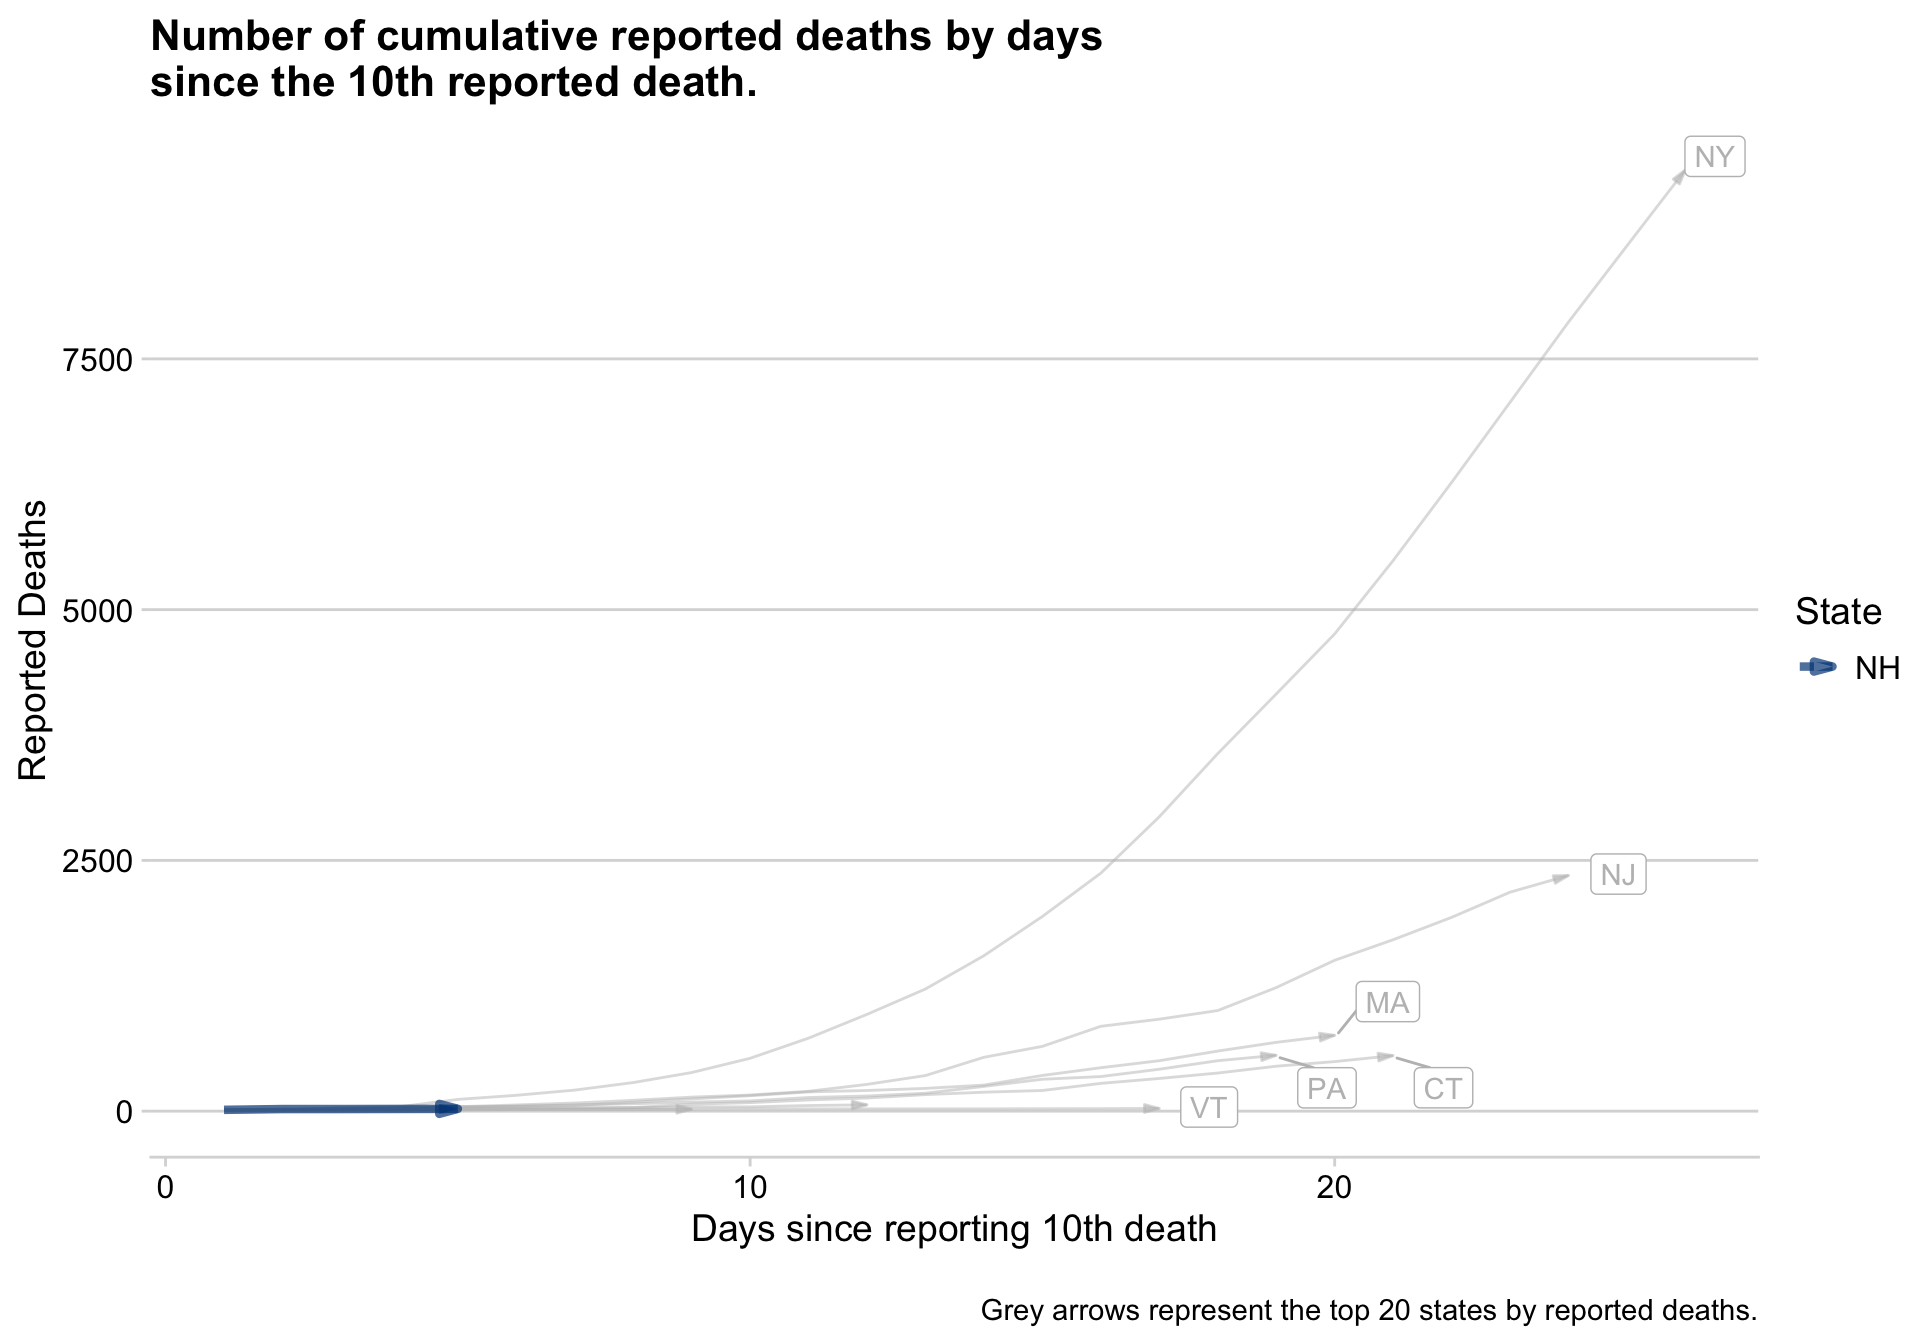 Number of cumulative reported deaths by days
since the 10th reported death.
NY
7500
5000
2500
0
Reported Deaths
NJ
MA
PA
CT
VT
State
NH
0 10 20
Days since reporting 10th death
Grey arrows represent the top 20 states by reported deaths.